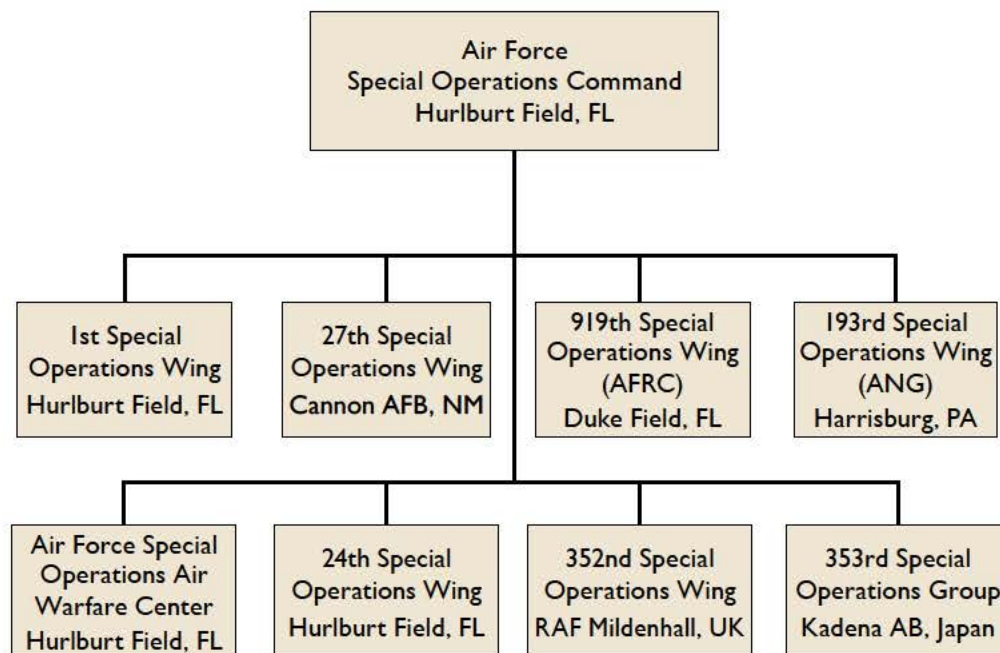 Air Force
Special Operations Command
Hurlburt Field, FL
1st Special
Operations Wing
Hurlburt Field, FL
27th Special
Operations Wing
Cannon AFB, NM
919th Special
Operations Wing
(AFRC)
Duke Field, FL
193rd Special
Operations Wing
(ANG)
Harrisburg, PA
Air Force Special
Operations Air
Warfare Center
Hurlburt Field, FL
24th Special
Operations Wing
Hurlburt Field, FL
352nd Special
Operations Wing
RAF Mildenhall, UK
353rd Special
Operations Group
Kadena AB, Japan